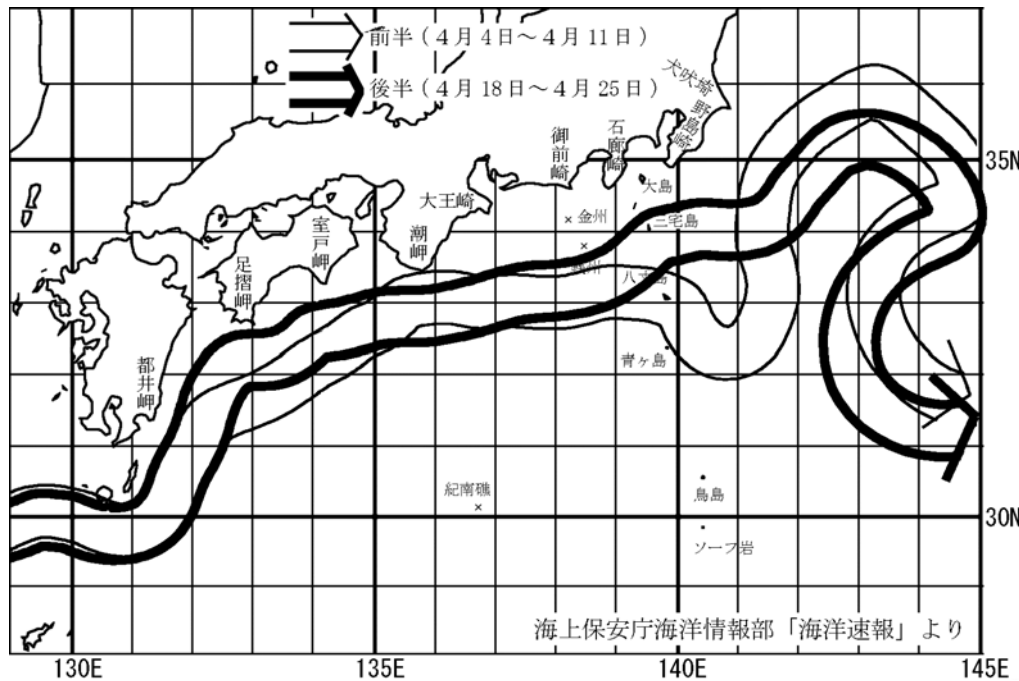 前半(4月4日～4月11日)
後半(4月18日～4月25日)
犬吠埼
野島崎
石廊崎
御前崎
大島
大王崎
金州
三宅島
室戸岬
潮岬
足摺岬
八丈島
都井岬
青ヶ島
紀南礁
鳥島
ソーフ岩
海上保安庁海洋情報部「海洋速報」より
35N
30N
130E
135E
140E
145E